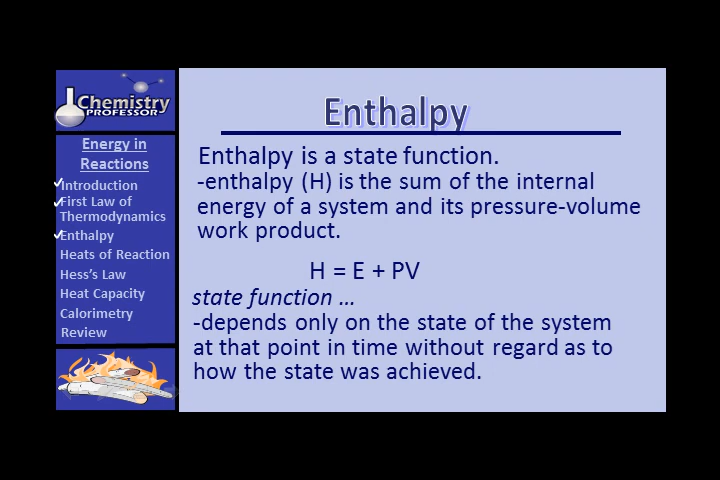 Chemistry
PROFESSOR
Energy in
Reactions
Introduction
First Law of
Thermodynamics
Enthalpy
Heats of Reaction
Hess's Law
Heat Capacity
Calorimetry
Review
Enthalpy
Enthalpy is a state function.
-enthalpy (H) is the sum of the internal
energy of a system and its pressure-volume
work product.
H = E + PV
state function ...
-depends only on the state of the system
at that point in time without regard as to
how the state was achieved.